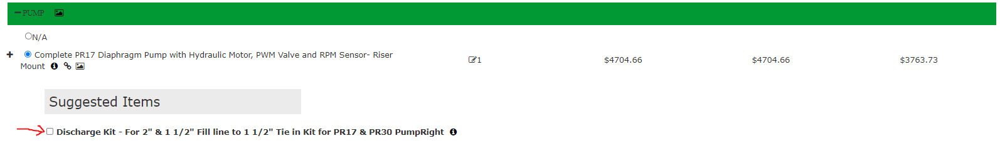 PUMP
N/A
Complete PR17 Diaphragm Pump with Hydraulic Motor, PWM Valve and RPM Sensor- Riser
Mount
1 $4704.66 $4704.66 $3763.73
Suggested Items
Discharge Kit - For 2" & 1 1/2" Fill line to 1 1/2" Tie in Kit for PR17 & PR30 PumpRight